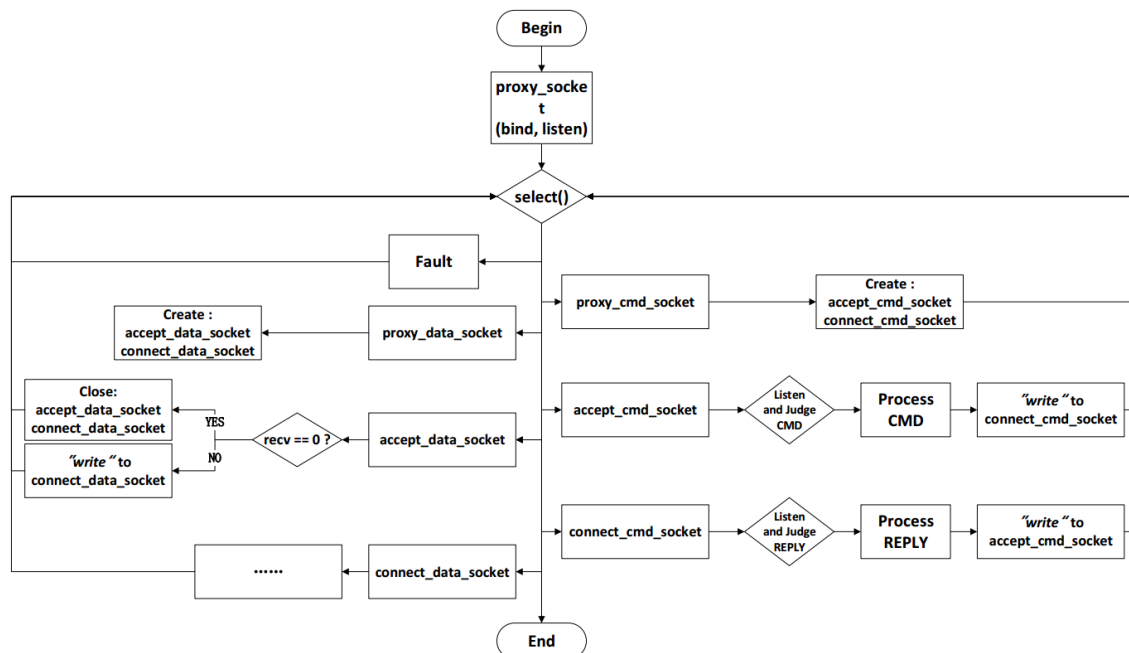 Begin
proxy_socke
t
(bind, listen)
select()
Fault
proxy_cmd_socket
Create :
accept_cmd_socket
connect_cmd_socket
Create :
accept_data_socket
connect_data_socket
proxy_data_socket
Close:
accept_data_socket
connect_data_socket
YES
NO
"write" to
connect_data_socket
recv == 0 ?
accept_data_socket
accept_cmd_socket
Listen
and Judge
CMD
Process
CMD
"write" to
connect_cmd_socket
connect_cmd_socket
Listen
and Judge
REPLY
Process
REPLY
"write" to
accept_cmd_socket
......
connect_data_socket
End